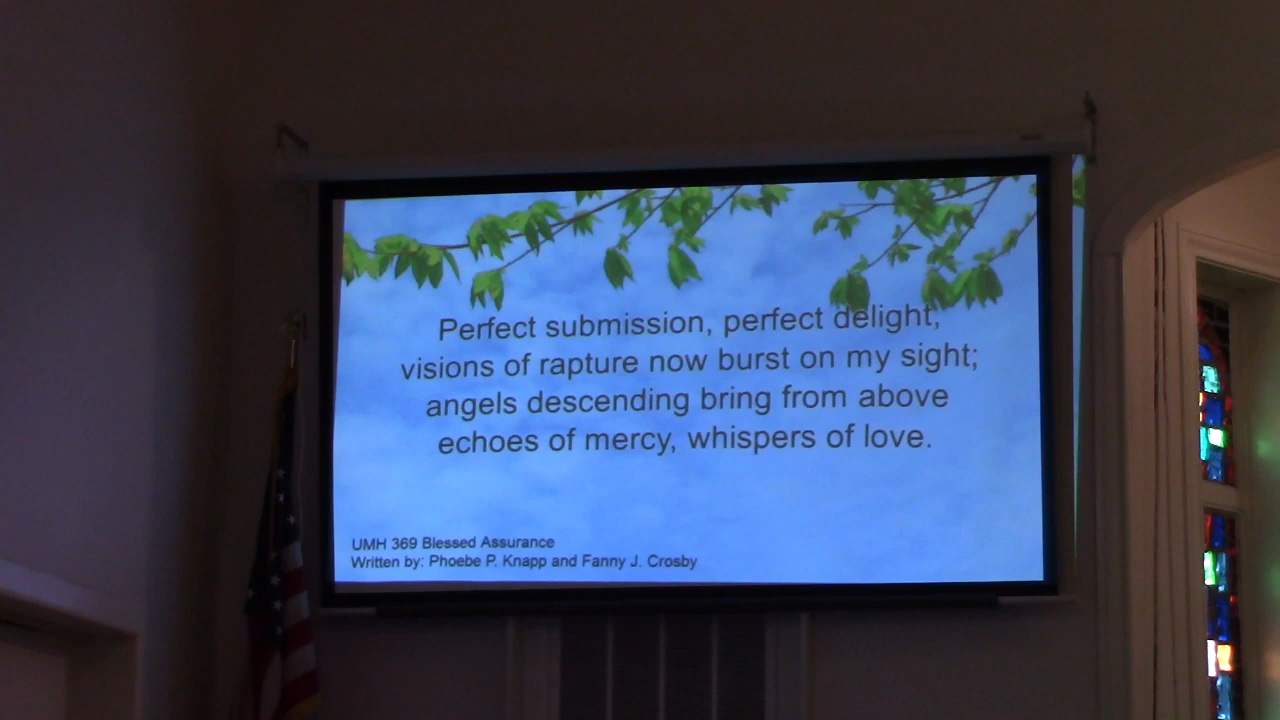 Perfect submission, perfect delight,
visions of rapture now burst on my sight;
angels descending bring from above
echoes of mercy, whispers of love.
UMH 369 Blessed Assurance
Written by: Phoebe P. Knapp and Fanny J. Crosby